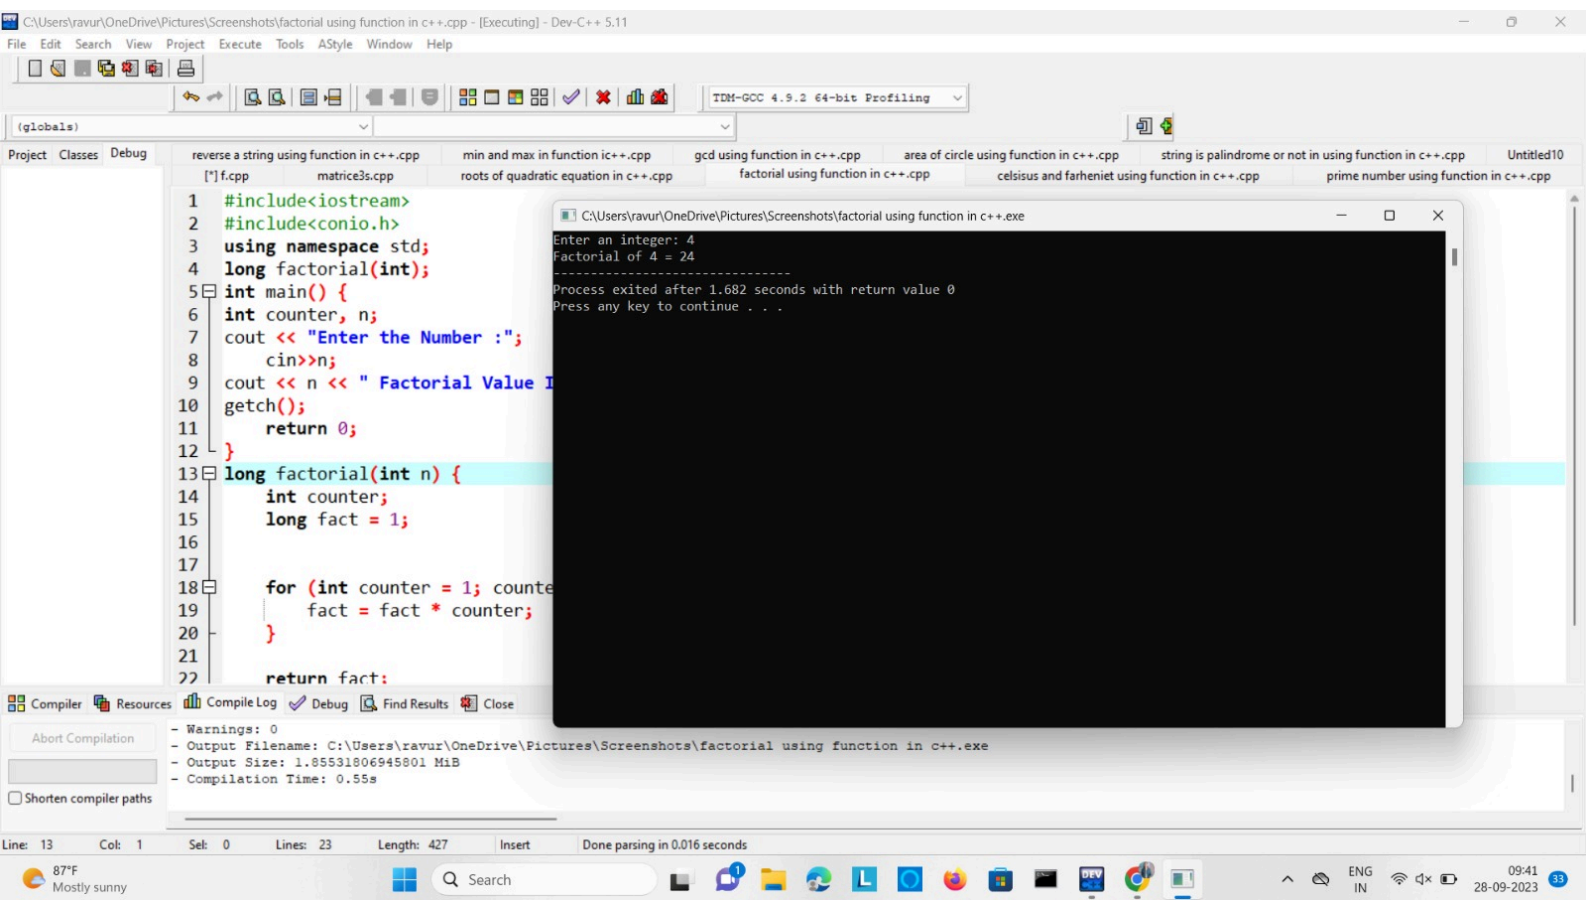 C:\Users\ravur\OneDrive\Pictures\Screenshots\factorial using function in c++.cpp - [Executing] - Dev-C++ 5.11
File Edit Search View Project Execute Tools AStyle Window Help
TDM-GCC 4.9.2 64-bit Profiling
(globals)
Project Classes Debug
reverse a string using function in c++.cpp min and max in function ic++.cpp gcd using function in c++.cpp area of circle using function in c++.cpp string is palindrome or not in using function in c++.cpp Untitled10
[*] f.cpp matrice3s.cpp roots of quadratic equation in c++.cpp factorial using function in c++.cpp celsisus and farheniet using function in c++.cpp prime number using function in c++.cpp
1 #include<iostream>
2 #include<conio.h>
3 using namespace std;
4 long factorial(int);
5 int main() {
6 int counter, n;
7 cout << "Enter the Number :";
8 cin>>n;
9 cout << n << " Factorial Value I
10 getch();
11 return 0;
12 }
13 long factorial(int n) {
14 int counter;
15 long fact = 1;
16
17
18 for (int counter = 1; counte
19 fact = fact * counter;
20 }
21
22 return fact;
C:\Users\ravur\OneDrive\Pictures\Screenshots\factorial using function in c++.exe
Enter an integer: 4
Factorial of 4 = 24
--------------------------------
Process exited after 1.682 seconds with return value 0
Press any key to continue . . .
Compiler Resources Compile Log Debug Find Results Close
Abort Compilation
Shorten compiler paths
- Warnings: 0
- Output Filename: C:\Users\ravur\OneDrive\Pictures\Screenshots\factorial using function in c++.exe
- Output Size: 1.85531806945801 MiB
- Compilation Time: 0.55s
Line: 13 Col: 1 Sel: 0 Lines: 23 Length: 427 Insert Done parsing in 0.016 seconds
87°F
Mostly sunny
Search
1
L
DEV
ENG
IN
09:41
28-09-2023
33